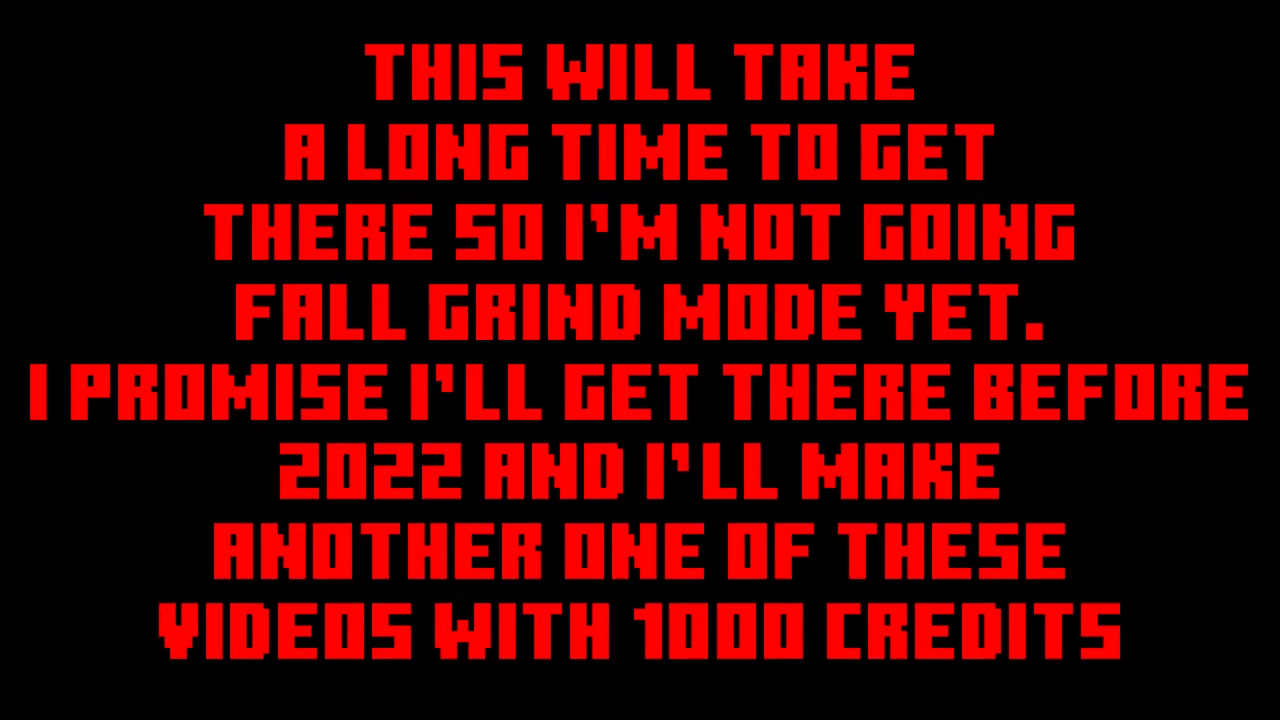 THIS WILL TAKE
A LONG TIME TO GET
THERE SO I'M NOT GOING
FALL GRIND MODE YET.
I PROMISE I'LL GET THERE BEFORE
2022 AND I'LL MAKE
ANOTHER ONE OF THESE
VIDEOS WITH 1000 CREDITS